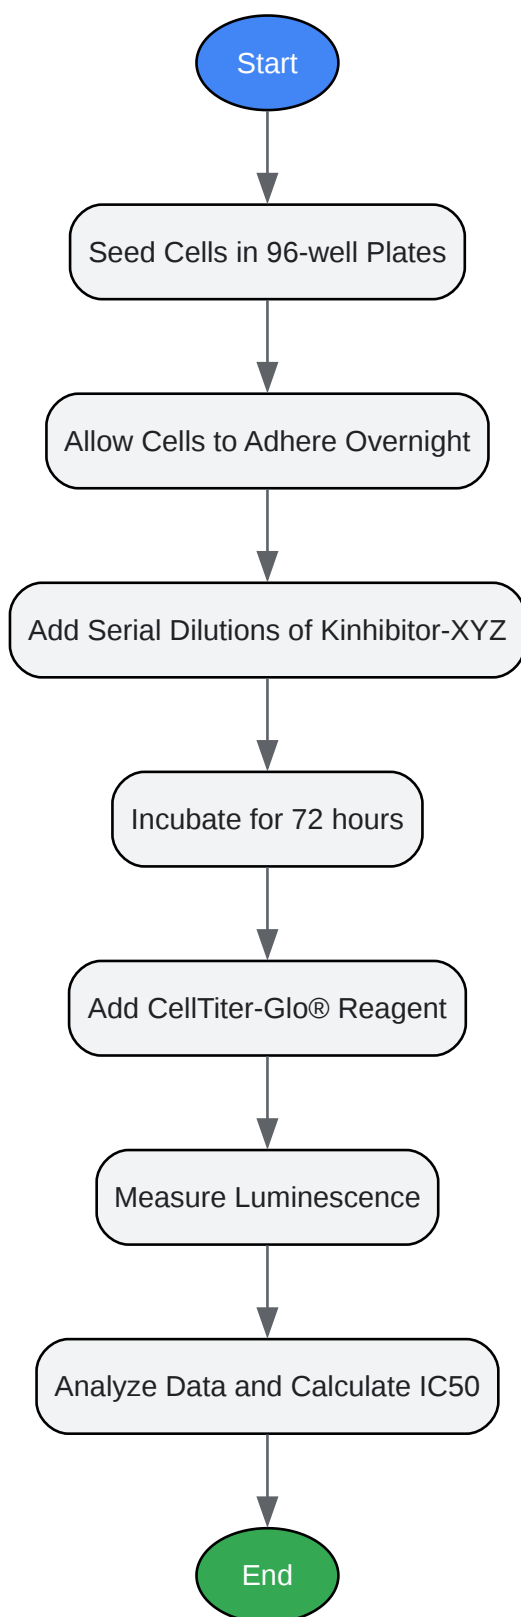 Start
Seed Cells in 96-well Plates
Allow Cells to Adhere Overnight
Add Serial Dilutions of Kinhibitor-XYZ
Incubate for 72 hours
Add CellTiter-Glo® Reagent
Measure Luminescence
Analyze Data and Calculate IC50
End